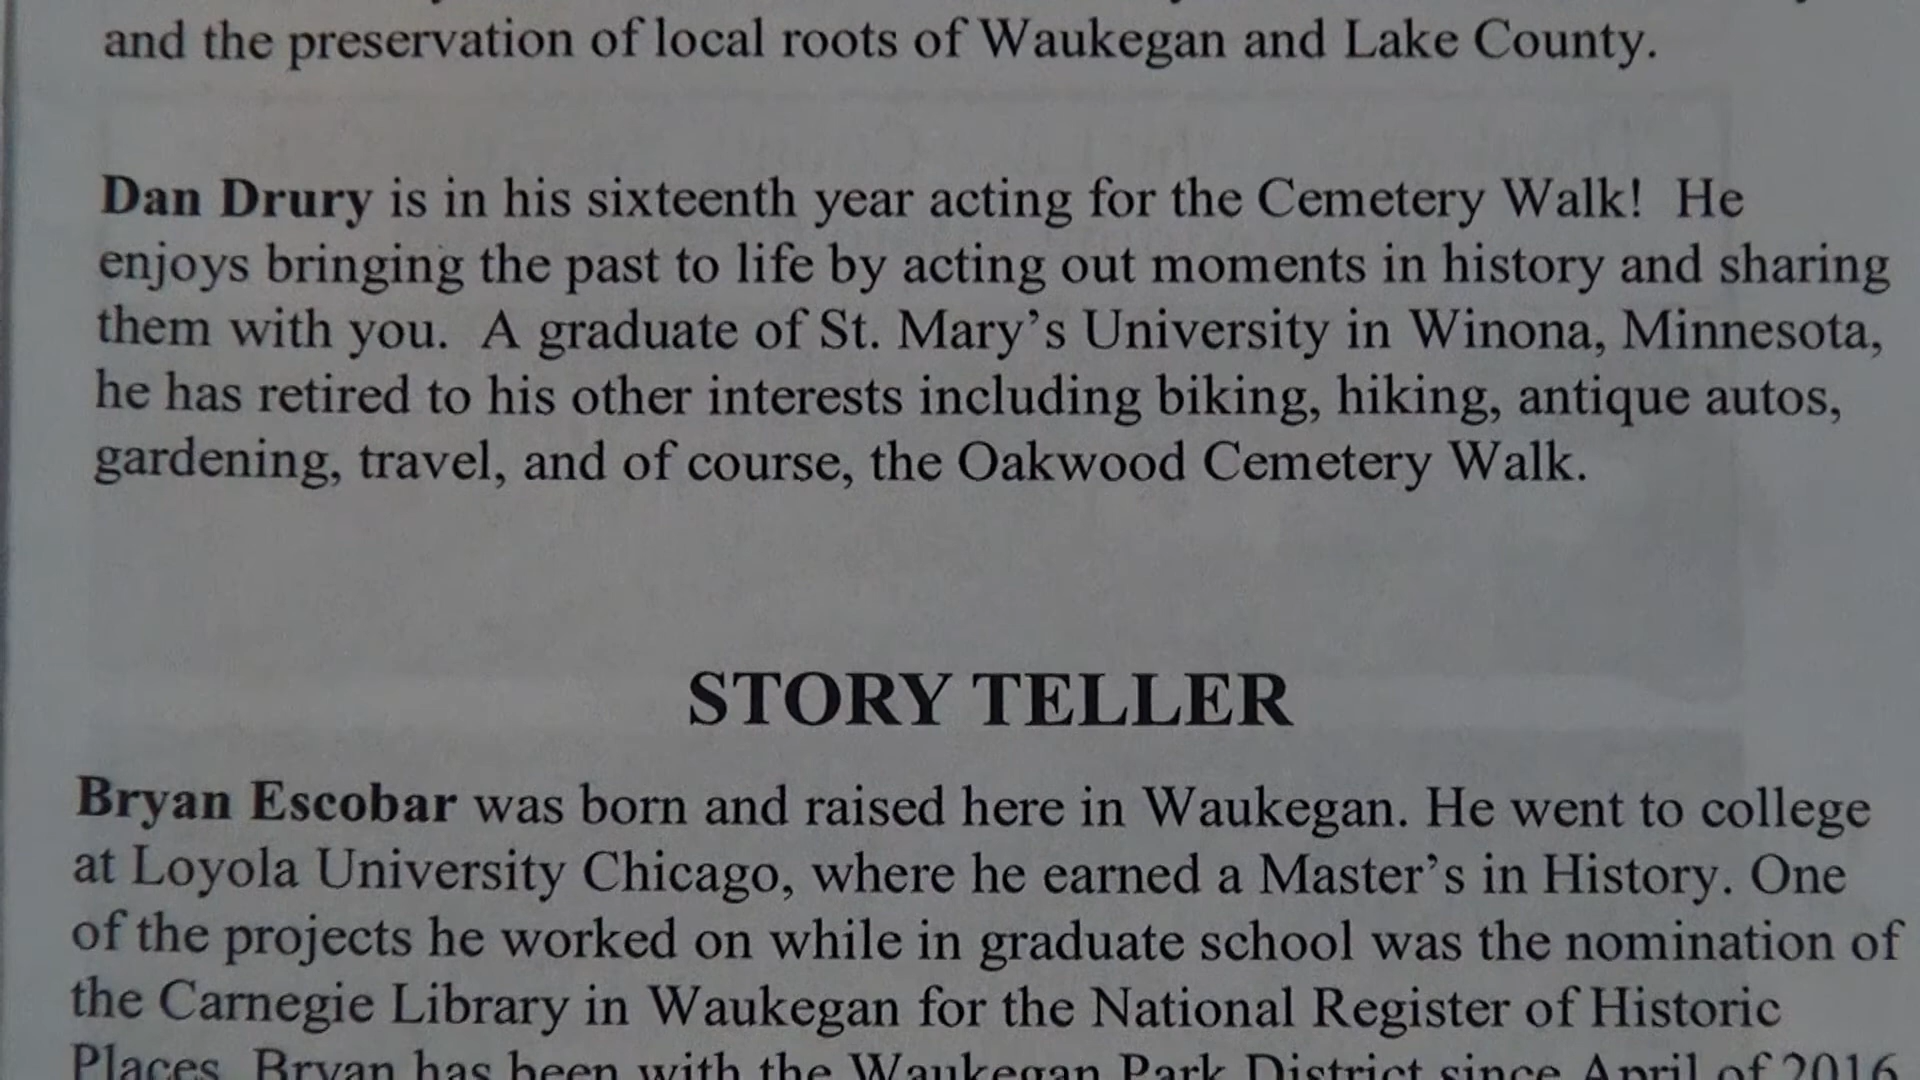 and the preservation of local roots of Waukegan and Lake County.
Dan Drury is in his sixteenth year acting for the Cemetery Walk! He
enjoys bringing the past to life by acting out moments in history and sharing
them with you. A graduate of St. Mary’s University in Winona, Minnesota,
he has retired to his other interests including biking, hiking, antique autos,
gardening, travel, and of course, the Oakwood Cemetery Walk.
STORY TELLER
Bryan Escobar was born and raised here in Waukegan. He went to college
at Loyola University Chicago, where he earned a Master’s in History. One
of the projects he worked on while in graduate school was the nomination of
the Carnegie Library in Waukegan for the National Register of Historic
Places. Bryan has been with the Waukegan Park District since April of 2016